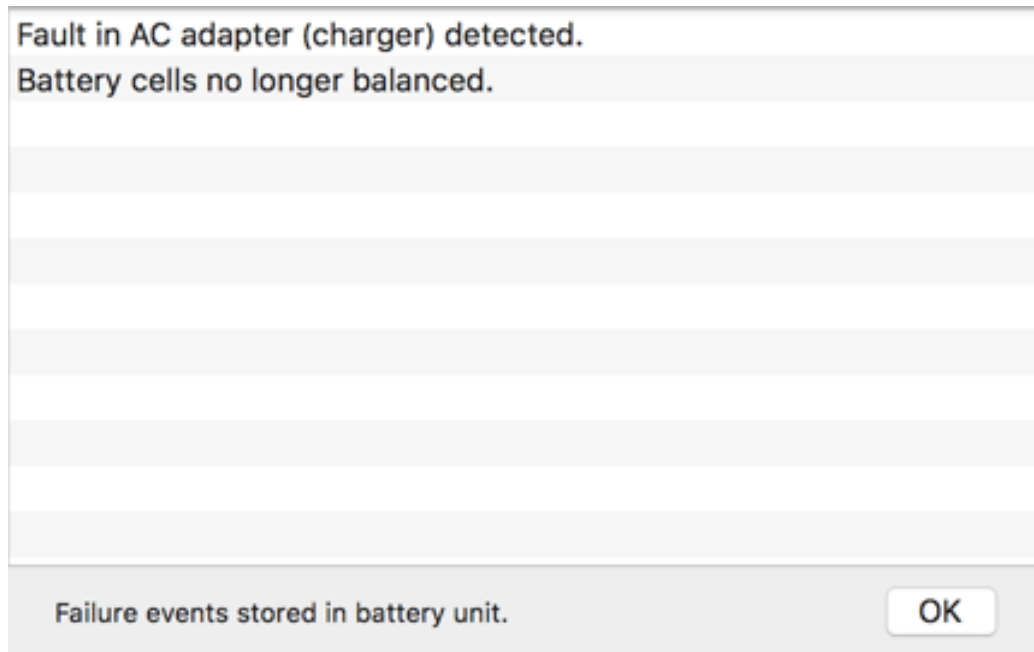 Fault in AC adapter (charger) detected.
Battery cells no longer balanced.
Failure events stored in battery unit.
OK